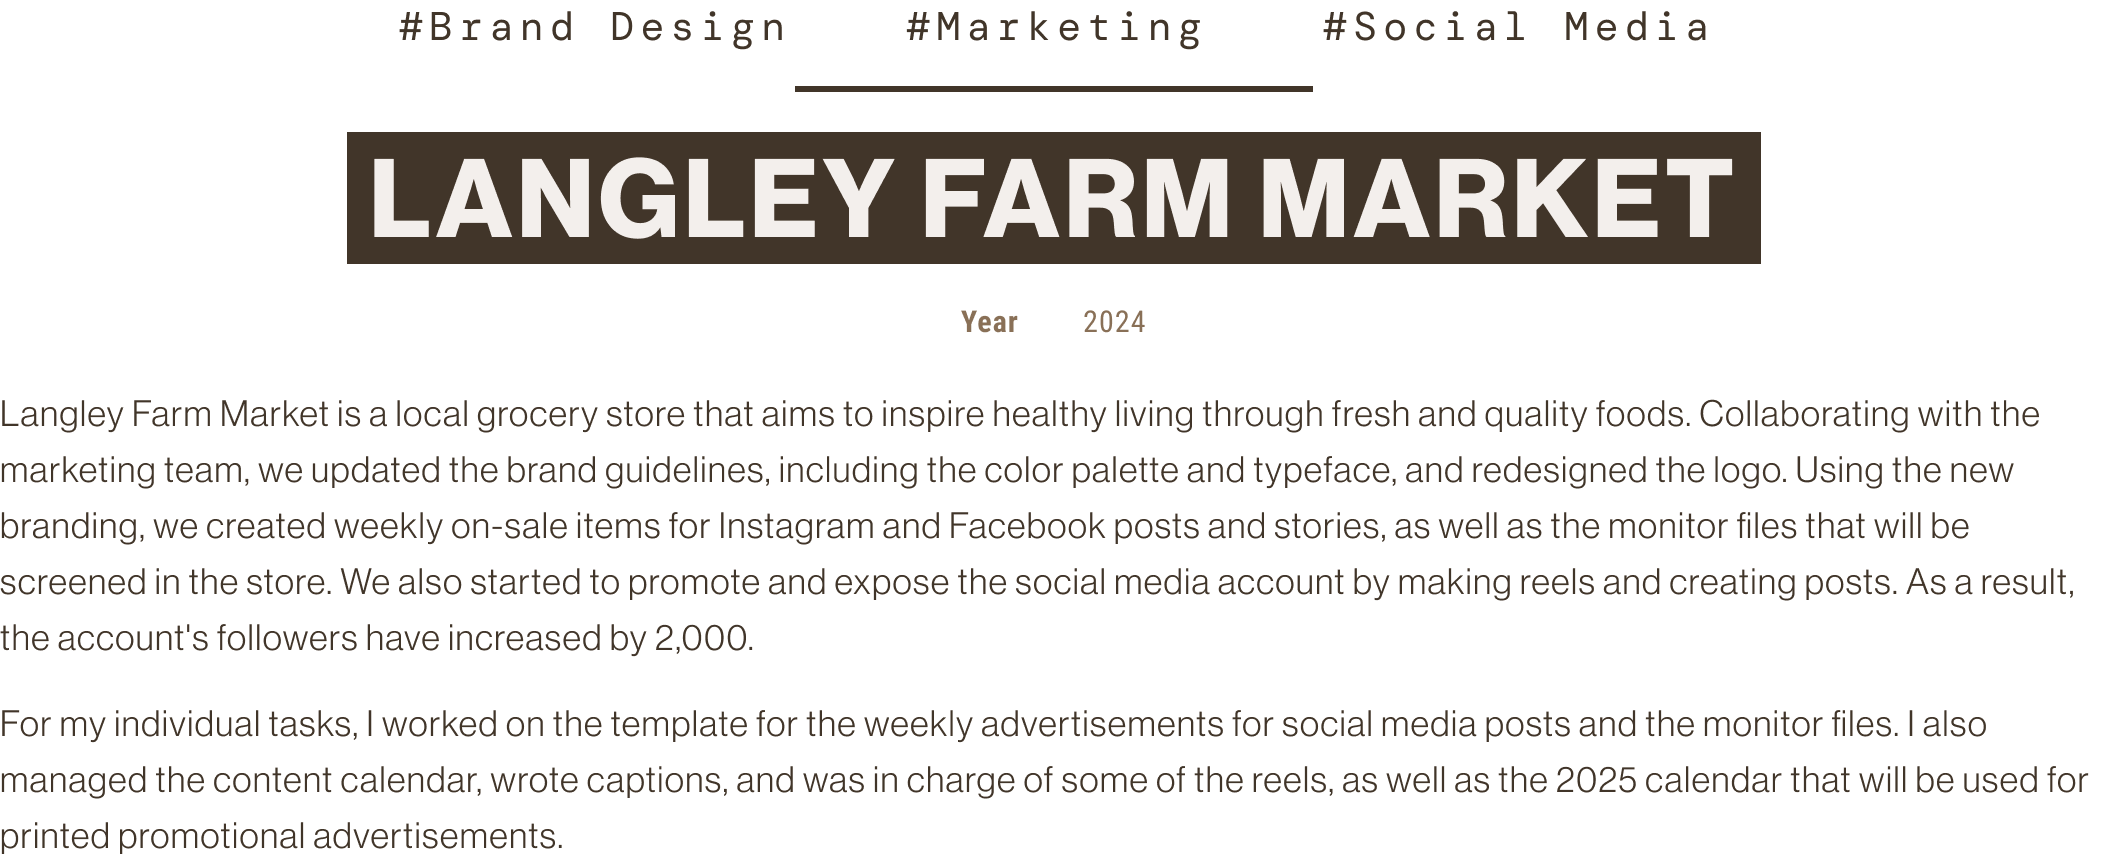 #Brand Design #Marketing #Social Media
LANGLEY FARM MARKET
Year 2024
Langley Farm Market is a local grocery store that aims to inspire healthy living through fresh and quality foods. Collaborating with the
marketing team, we updated the brand guidelines, including the color palette and typeface, and redesigned the logo. Using the new
branding, we created weekly on-sale items for Instagram and Facebook posts and stories, as well as the monitor files that will be
screened in the store. We also started to promote and expose the social media account by making reels and creating posts. As a result,
the account's followers have increased by 2,000.
For my individual tasks, I worked on the template for the weekly advertisements for social media posts and the monitor files. I also
managed the content calendar, wrote captions, and was in charge of some of the reels, as well as the 2025 calendar that will be used for
printed promotional advertisements.